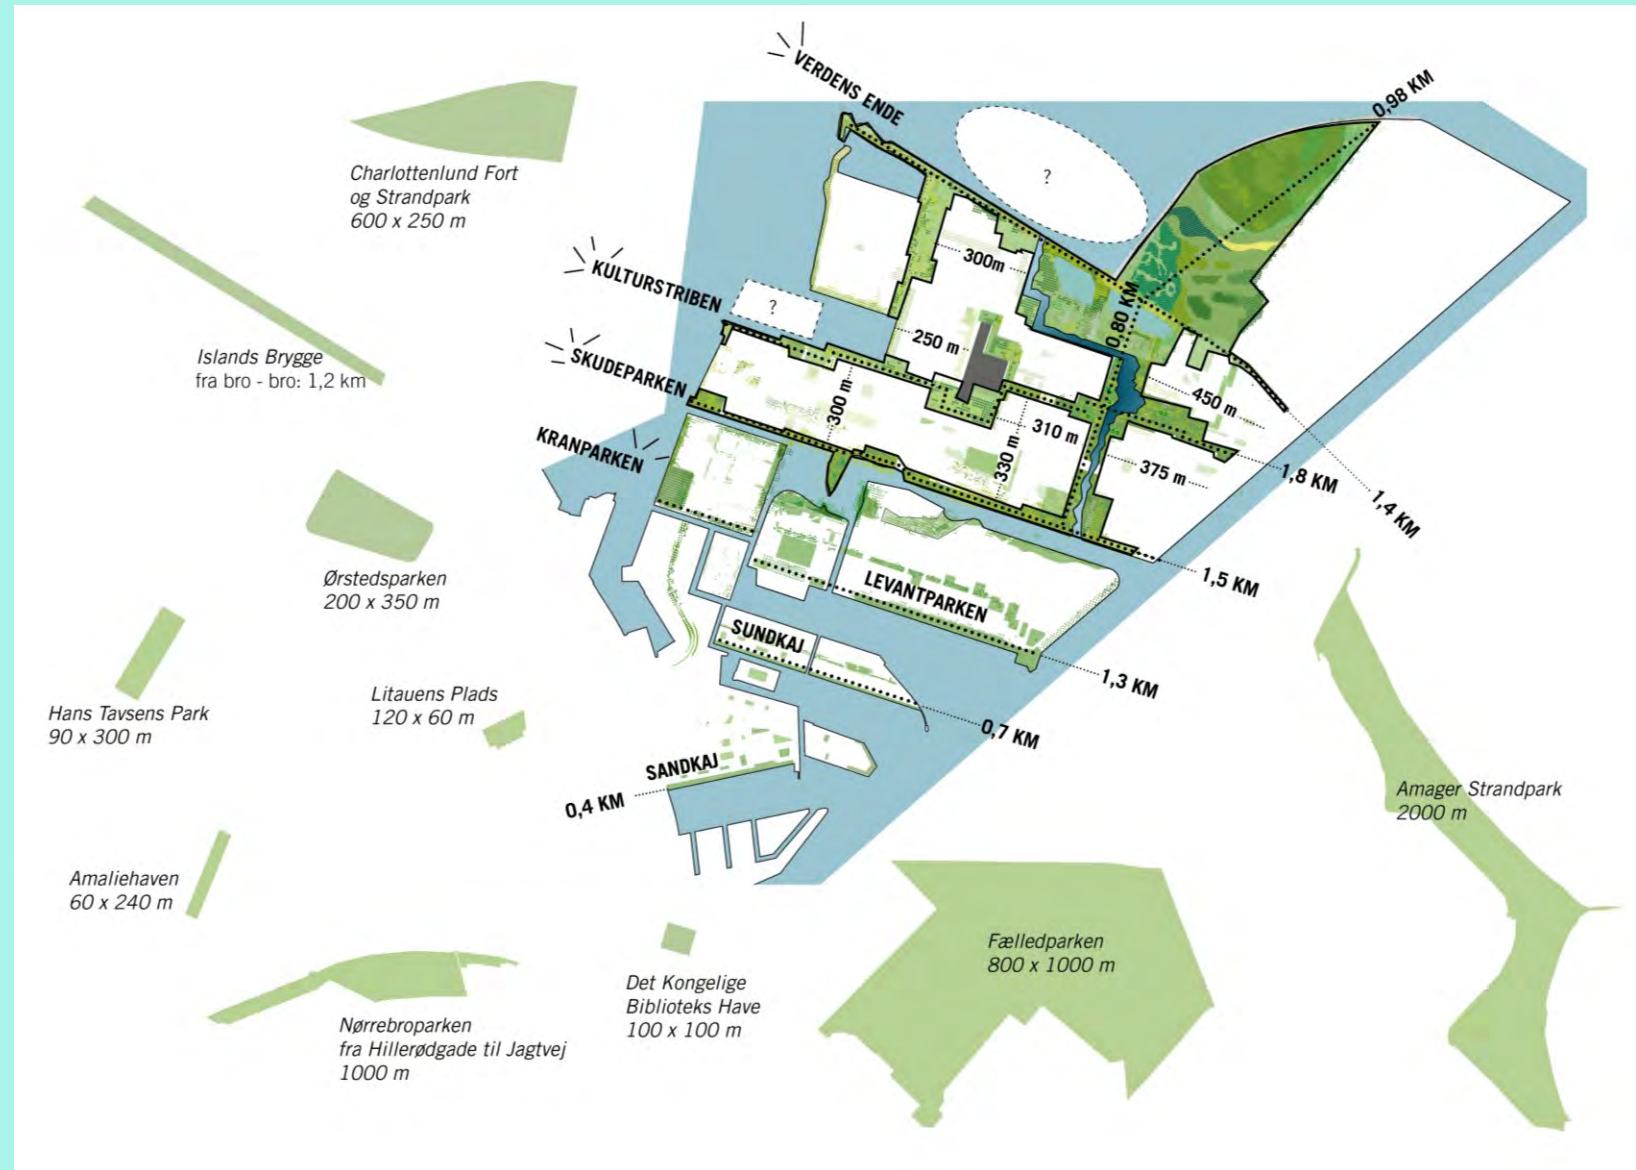 VERDENS ENDE
0,98 KM
Charlottenlund Fort
og Strandpark
600 x 250 m
?
KULTURSTRIBEN
?
300m
0,80 KM
250 m
SKUDEPARKEN
Islands Brygge
fra bro - bro: 1,2 km
300 m
450 m
310 m
330 m
375 m
KRANPARKEN
1,8 KM
1,4 KM
1,5 KM
Ørstedsparken
200 x 350 m
LEVANTPARKEN
SUNDKAJ
1,3 KM
Hans Tavsens Park
90 x 300 m
Litauens Plads
120 x 60 m
0,7 KM
SANDKAJ
0,4 KM
Amager Strandpark
2000 m
Amaliehaven
60 x 240 m
Fælledparken
800 x 1000 m
Det Kongelige
Biblioteks Have
100 x 100 m
Nørrebroparken
fra Hillerødgade til Jagtvej
1000 m